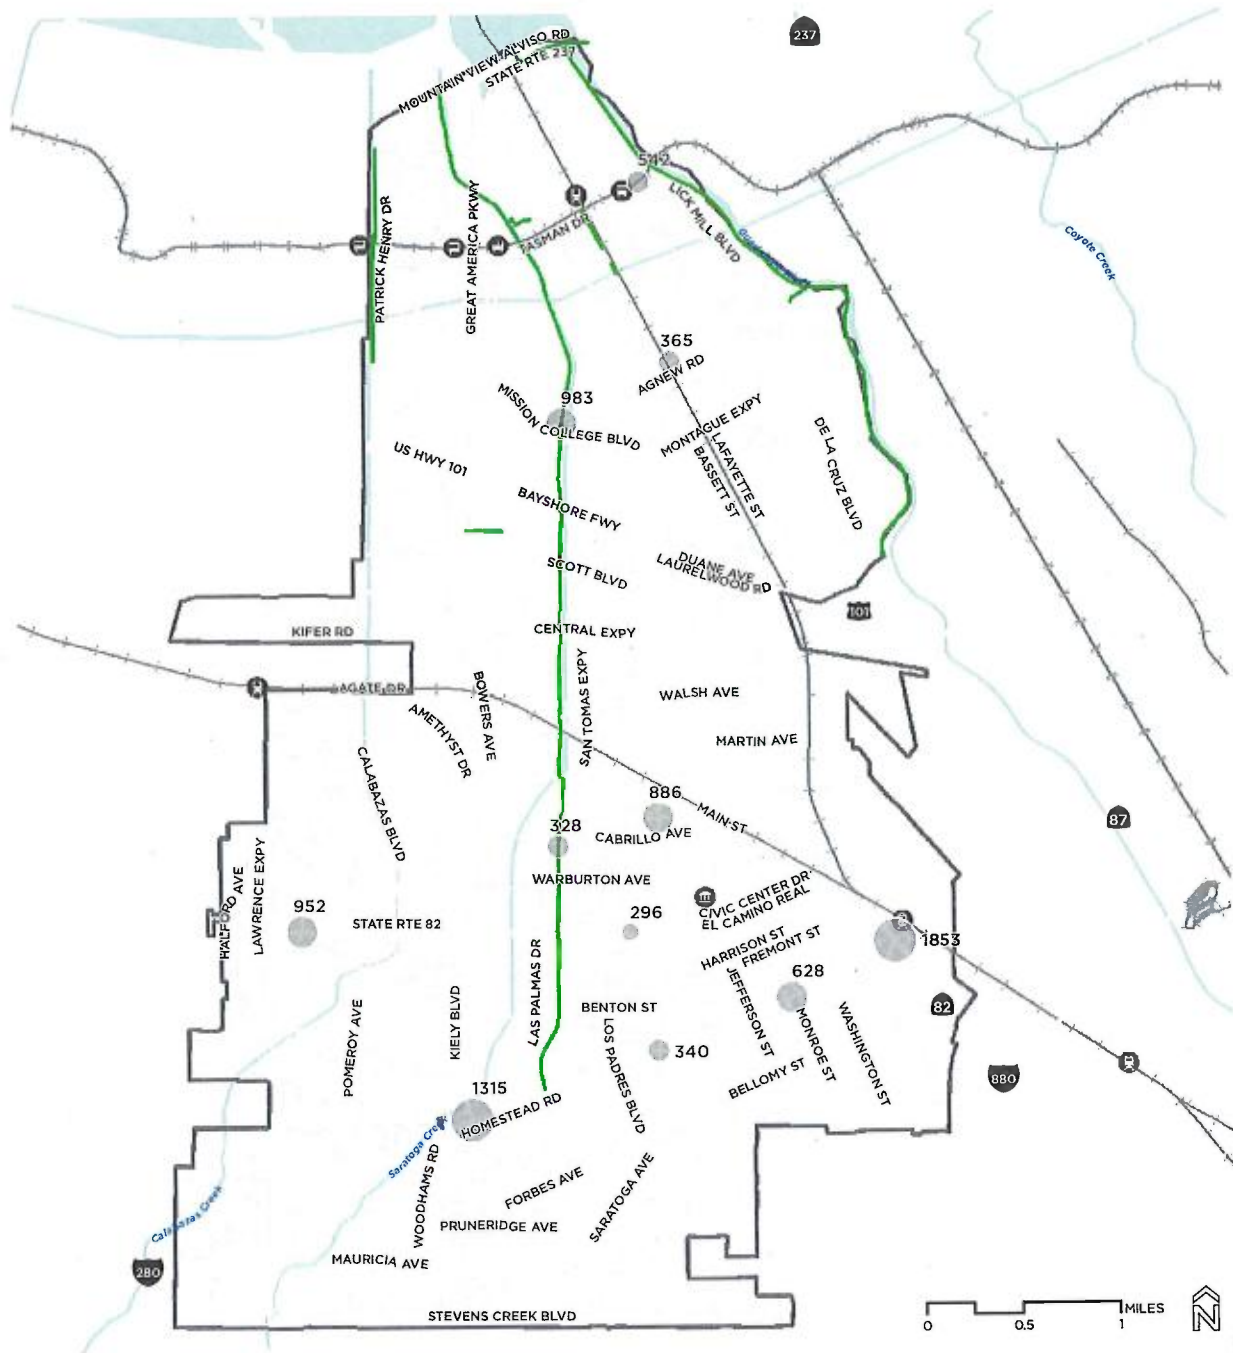 237
MOUNTAIN VIEW ALVISO RD
STATE RTE 237
542
LICK MILL BLVD
Coyote Creek
PATRICK HENRY DR
GREAT AMERICA PKWY
TASMAN DR
365
AGNEW RD
983
MISSION COLLEGE BLVD
MONTAGUE EXPY
LAFAYETTE ST
BASSETT ST
DE LA CRUZ BLVD
US HWY 101
BAYSHORE FWY
SCOTT BLVD
DUANE AVE
LAURELWOOD RD
101
KIFER RD
CENTRAL EXPY
AGATE DR
BOWERS AVE
SAN TOMAS EXPY
WALSH AVE
AMETHYST DR
MARTIN AVE
CALABAZAS BLVD
886
MAIN ST
87
328
CABRILLO AVE
WARBURTON AVE
HALFORD AVE
LAWRENCE EXPY
952
STATE RTE 82
296
CIVIC CENTER DR
EL CAMINO REAL
HARRISON ST
FREMONT ST
1853
LAS PALMAS DR
628
JEFFERSON ST
MONROE ST
WASHINGTON ST
82
POMEROY AVE
KIELY BLVD
BENTON ST
LOS PADRES BLVD
340
BELLOMY ST
880
1315
HOMESTEAD RD
Saratoga Creek
WOODHAMS RD
FORBES AVE
SARATOGA AVE
Calabazas Creek
PRUNERIDGE AVE
MAURICIA AVE
280
STEVENS CREEK BLVD
MILES
0 0.5 1
N